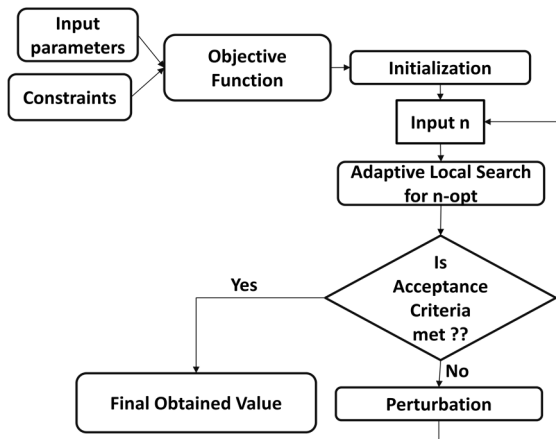 Input
parameters
Constraints
Objective
Function
Initialization
Input n
Adaptive Local Search
for n-opt
Is
Acceptance
Criteria
met ??
Yes
No
Final Obtained Value
Perturbation